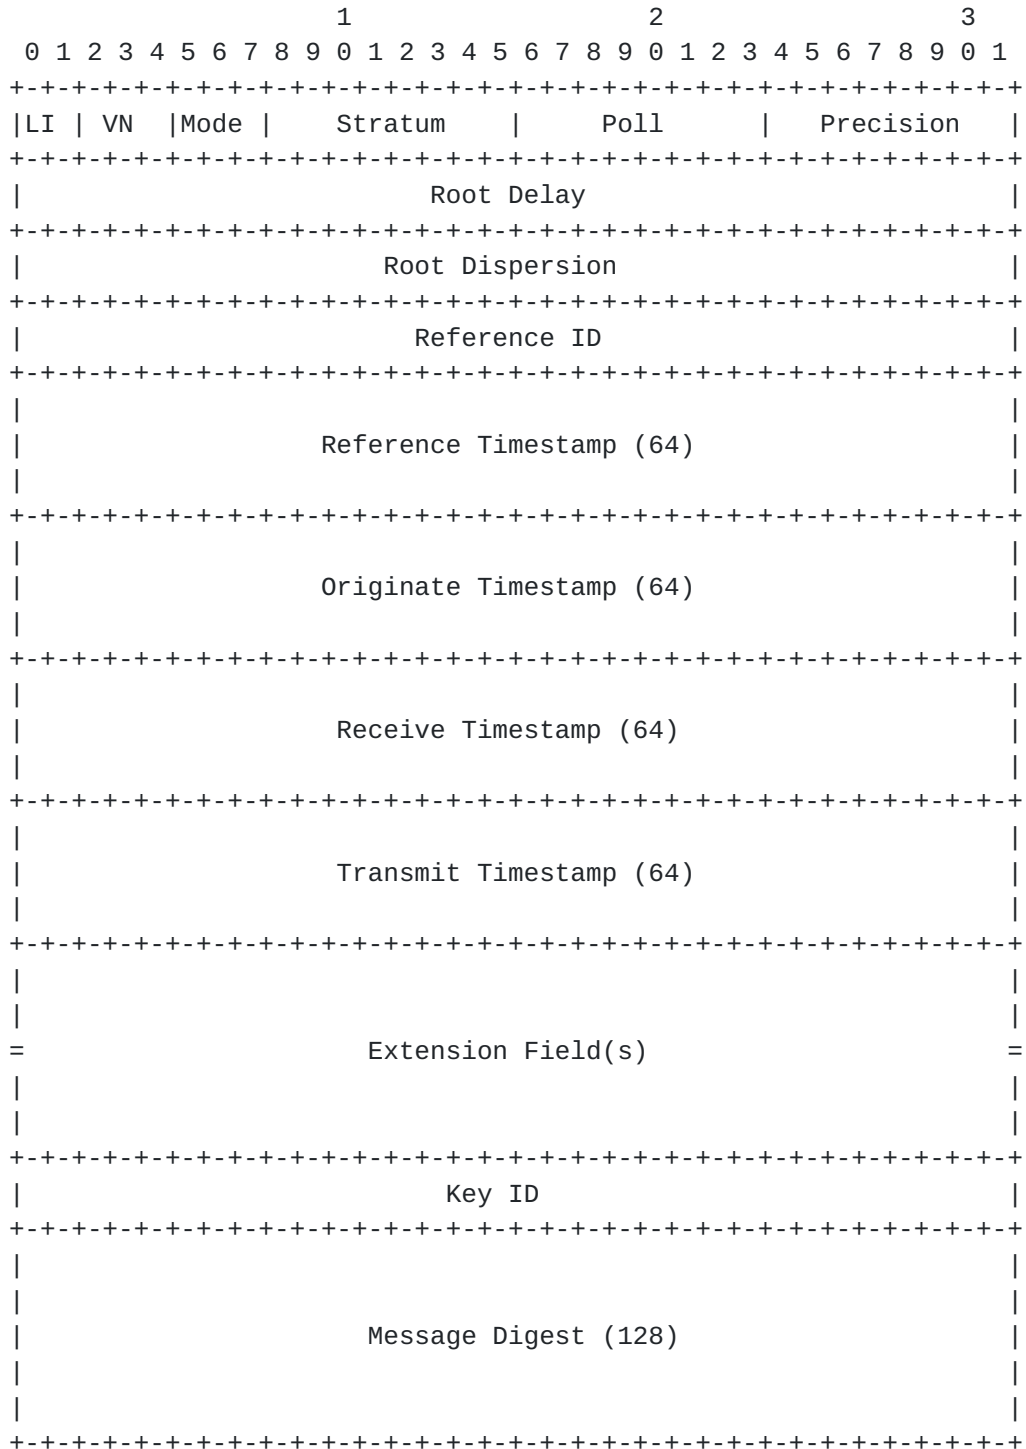 1                   2                   3
 0 1 2 3 4 5 6 7 8 9 0 1 2 3 4 5 6 7 8 9 0 1 2 3 4 5 6 7 8 9 0 1
+-+-+-+-+-+-+-+-+-+-+-+-+-+-+-+-+-+-+-+-+-+-+-+-+-+-+-+-+-+-+-+-+
|LI | VN  |Mode |    Stratum    |     Poll      |   Precision   |
+-+-+-+-+-+-+-+-+-+-+-+-+-+-+-+-+-+-+-+-+-+-+-+-+-+-+-+-+-+-+-+-+
|                          Root Delay                           |
+-+-+-+-+-+-+-+-+-+-+-+-+-+-+-+-+-+-+-+-+-+-+-+-+-+-+-+-+-+-+-+-+
|                       Root Dispersion                         |
+-+-+-+-+-+-+-+-+-+-+-+-+-+-+-+-+-+-+-+-+-+-+-+-+-+-+-+-+-+-+-+-+
|                         Reference ID                          |
+-+-+-+-+-+-+-+-+-+-+-+-+-+-+-+-+-+-+-+-+-+-+-+-+-+-+-+-+-+-+-+-+
|                                                               |
|                   Reference Timestamp (64)                    |
|                                                               |
+-+-+-+-+-+-+-+-+-+-+-+-+-+-+-+-+-+-+-+-+-+-+-+-+-+-+-+-+-+-+-+-+
|                                                               |
|                   Originate Timestamp (64)                    |
|                                                               |
+-+-+-+-+-+-+-+-+-+-+-+-+-+-+-+-+-+-+-+-+-+-+-+-+-+-+-+-+-+-+-+-+
|                                                               |
|                    Receive Timestamp (64)                     |
|                                                               |
+-+-+-+-+-+-+-+-+-+-+-+-+-+-+-+-+-+-+-+-+-+-+-+-+-+-+-+-+-+-+-+-+
|                                                               |
|                    Transmit Timestamp (64)                    |
|                                                               |
+-+-+-+-+-+-+-+-+-+-+-+-+-+-+-+-+-+-+-+-+-+-+-+-+-+-+-+-+-+-+-+-+
|                                                               |
|                                                               |
=                      Extension Field(s)                       =
|                                                               |
|                                                               |
+-+-+-+-+-+-+-+-+-+-+-+-+-+-+-+-+-+-+-+-+-+-+-+-+-+-+-+-+-+-+-+-+
|                           Key ID                              |
+-+-+-+-+-+-+-+-+-+-+-+-+-+-+-+-+-+-+-+-+-+-+-+-+-+-+-+-+-+-+-+-+
|                                                               |
|                                                               |
|                      Message Digest (128)                     |
|                                                               |
|                                                               |
+-+-+-+-+-+-+-+-+-+-+-+-+-+-+-+-+-+-+-+-+-+-+-+-+-+-+-+-+-+-+-+-+